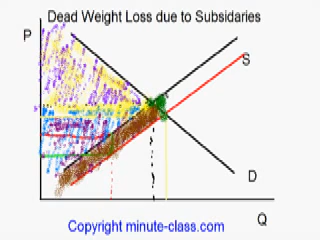 Dead Weight Loss due to Subsidaries
P
S
D
Q
Copyright minute-class.com